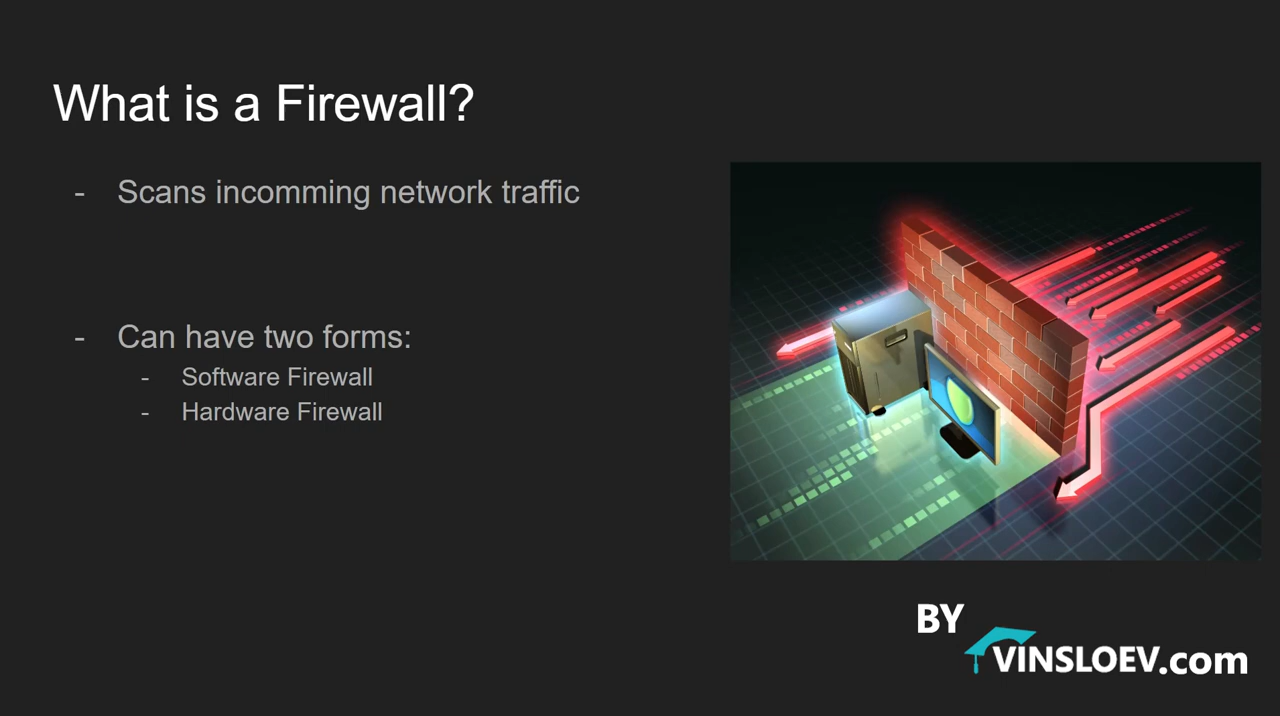 What is a Firewall?
- Scans incomming network traffic
- Can have two forms:
- Software Firewall
- Hardware Firewall
BY
VINSLOEV.com